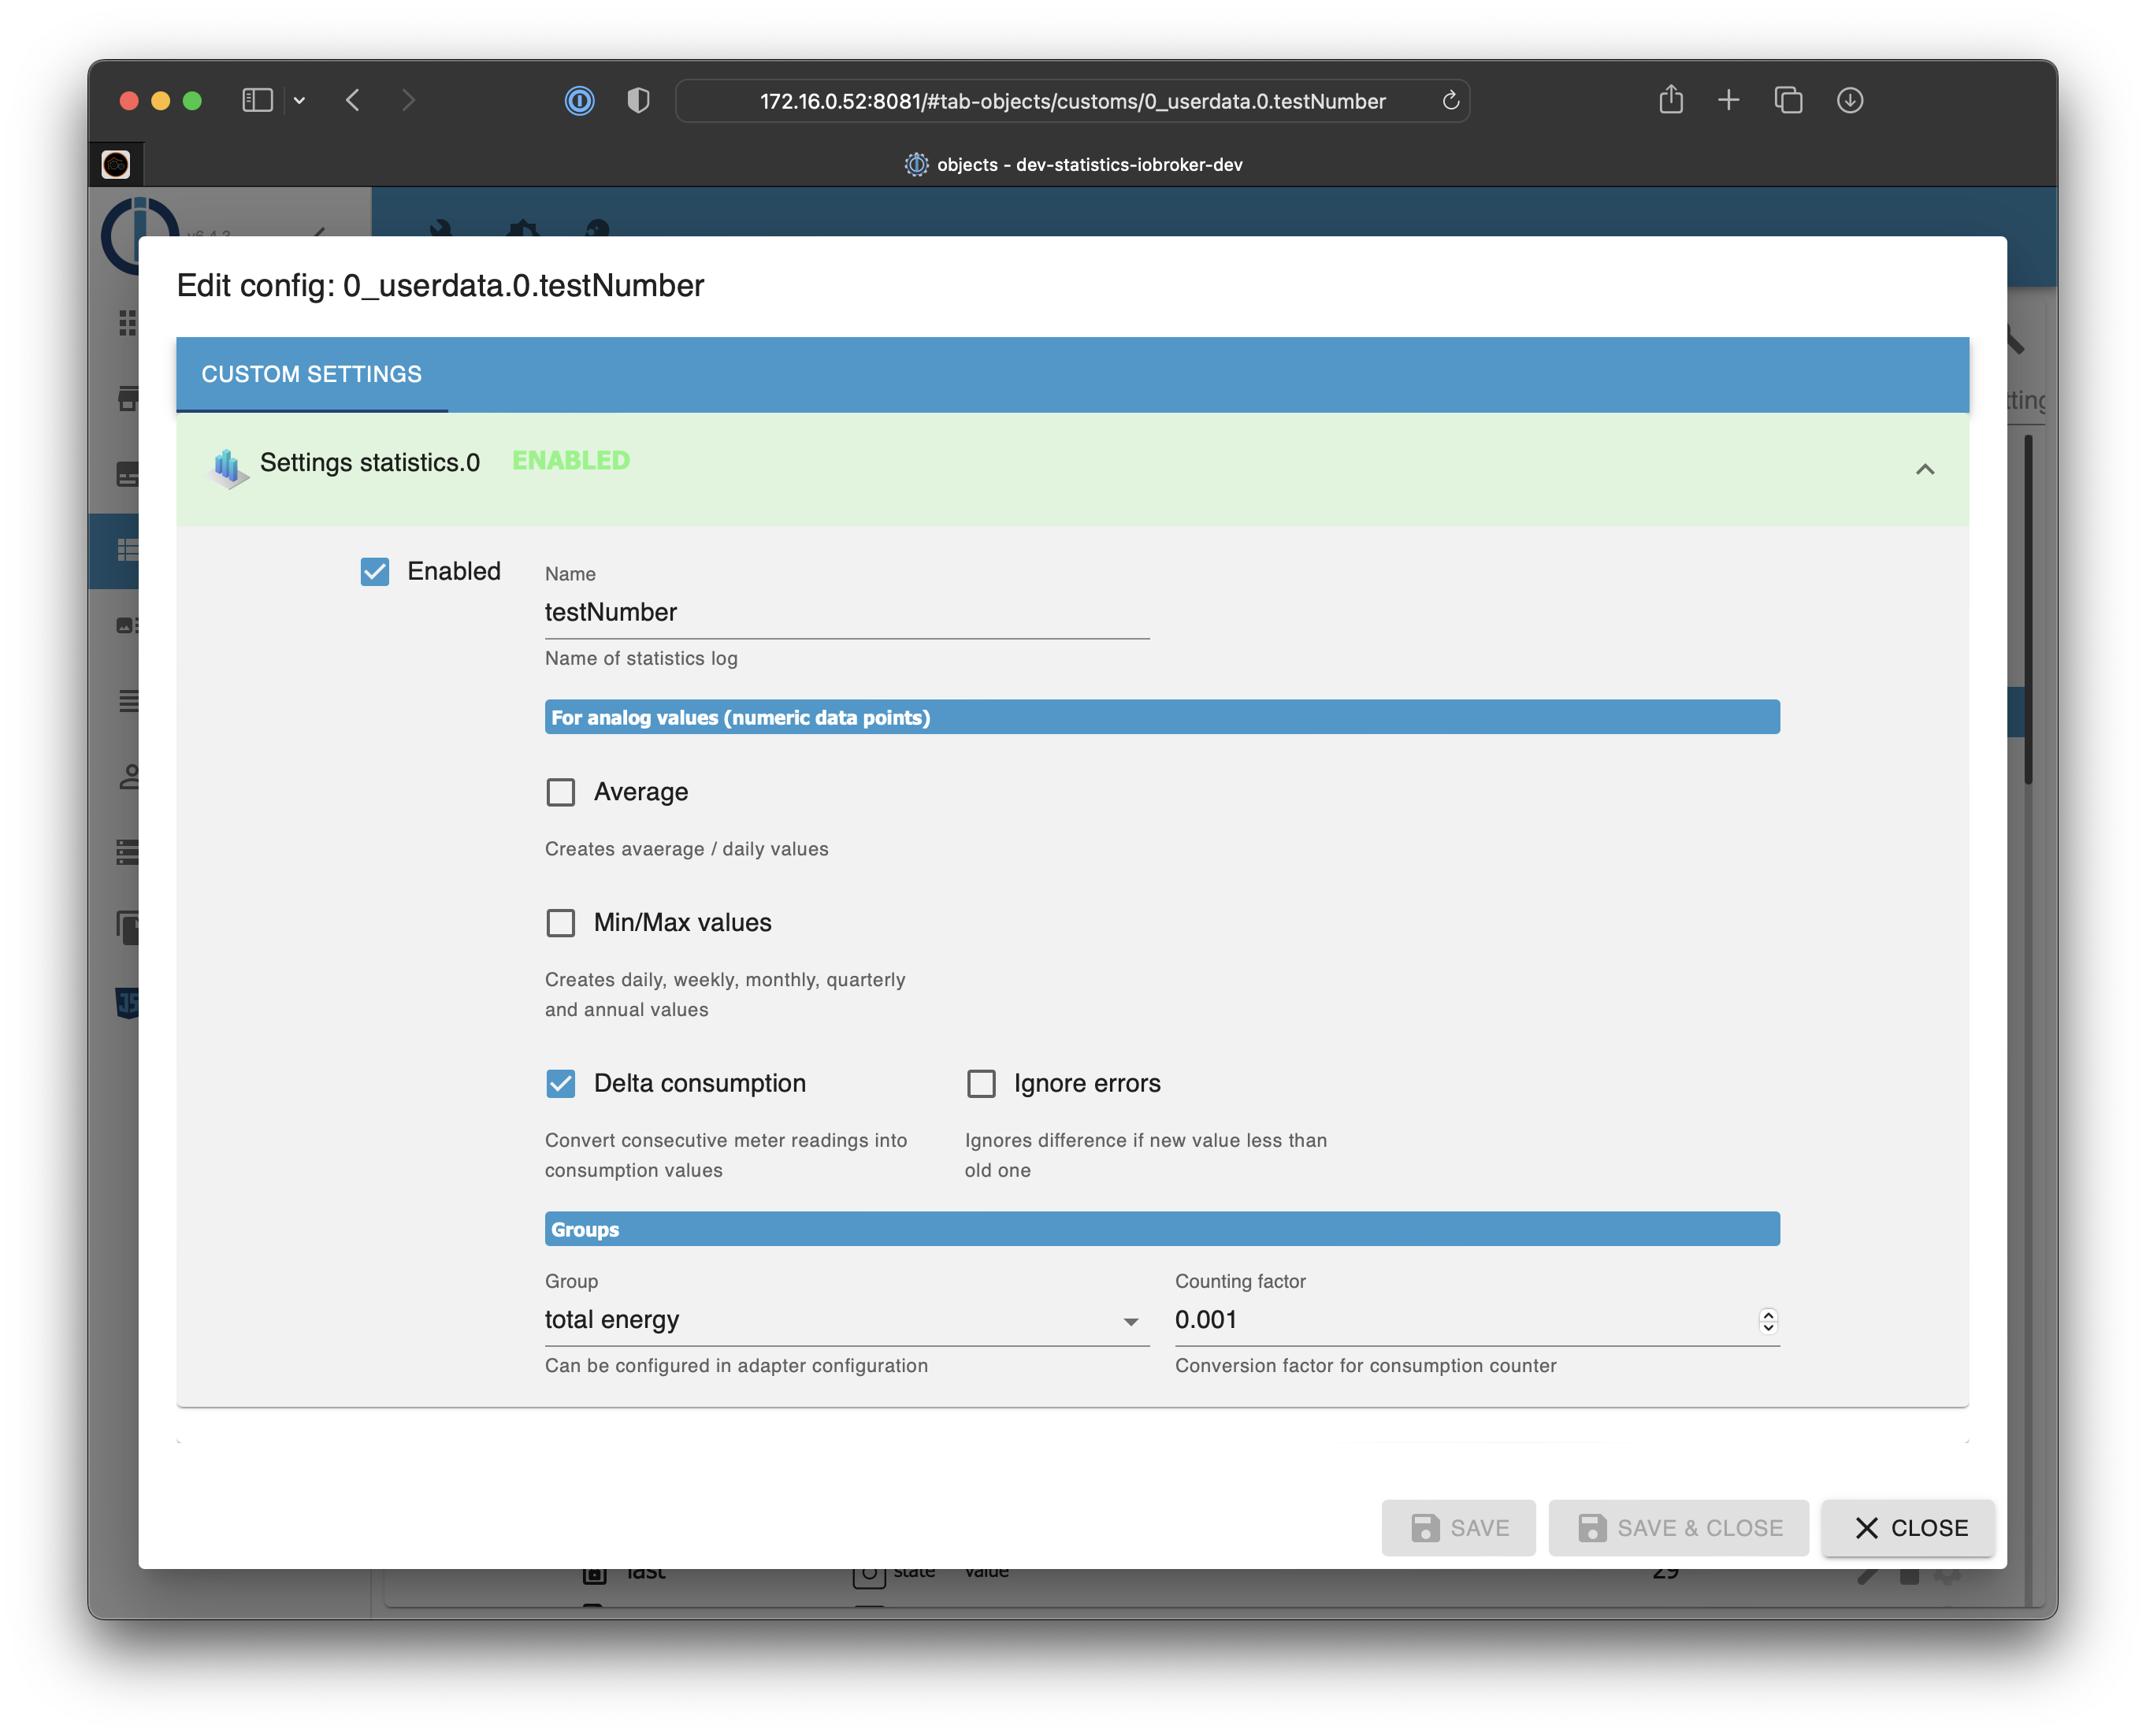 172.16.0.52:8081/#tab-objects/customs/0_userdata.0.testNumber
objects - dev-statistics-iobroker-dev
Edit config: 0_userdata.0.testNumber
CUSTOM SETTINGS
Settings statistics.0 ENABLED
Enabled
Name
testNumber
Name of statistics log
For analog values (numeric data points)
Average
Creates avaerage / daily values
Min/Max values
Creates daily, weekly, monthly, quarterly
and annual values
Delta consumption
Ignore errors
Convert consecutive meter readings into
consumption values
Ignores difference if new value less than
old one
Groups
Group
total energy
Can be configured in adapter configuration
Counting factor
0.001
Conversion factor for consumption counter
SAVE
SAVE & CLOSE
CLOSE
last state value 29